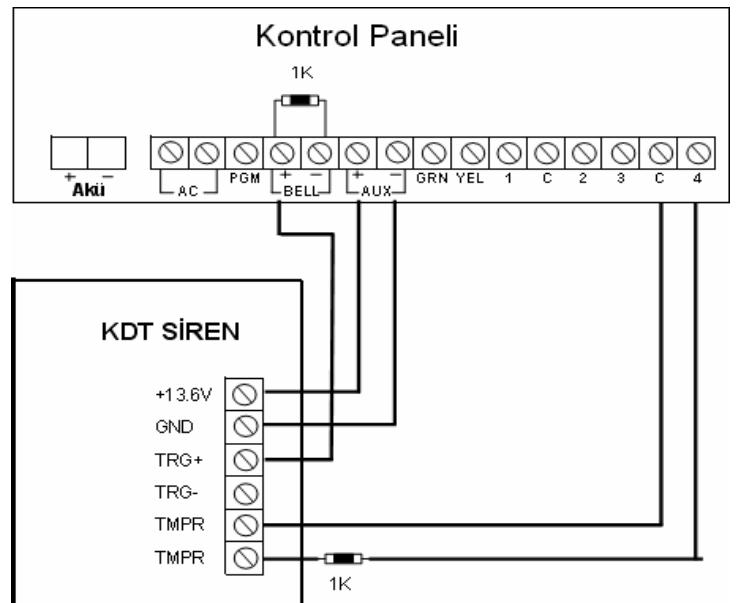 Kontrol Paneli
1K
+ − + − + −
PGM GRN YEL 1 C 2 3 C 4
Akü AC BELL AUX
KDT SİREN
+13.6V
GND
TRG+
TRG-
TMPR
TMPR
1K